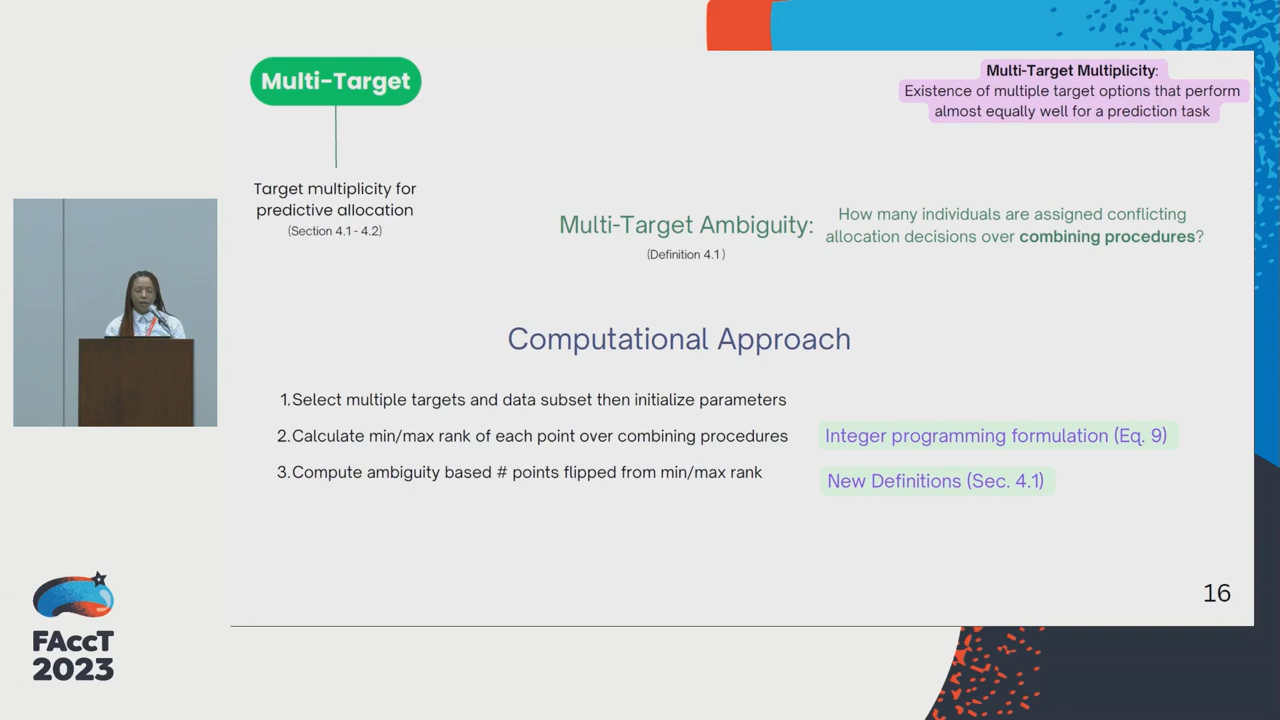 Multi-Target
Multi-Target Multiplicity:
Existence of multiple target options that perform
almost equally well for a prediction task
Target multiplicity for
predictive allocation
(Section 4.1 - 4.2)
Multi-Target Ambiguity:
(Definition 4.1)
How many individuals are assigned conflicting
allocation decisions over combining procedures?
Computational Approach
1. Select multiple targets and data subset then initialize parameters
2. Calculate min/max rank of each point over combining procedures
Integer programming formulation (Eq. 9)
3. Compute ambiguity based # points flipped from min/max rank
New Definitions (Sec. 4.1)
16
FAccT
2023